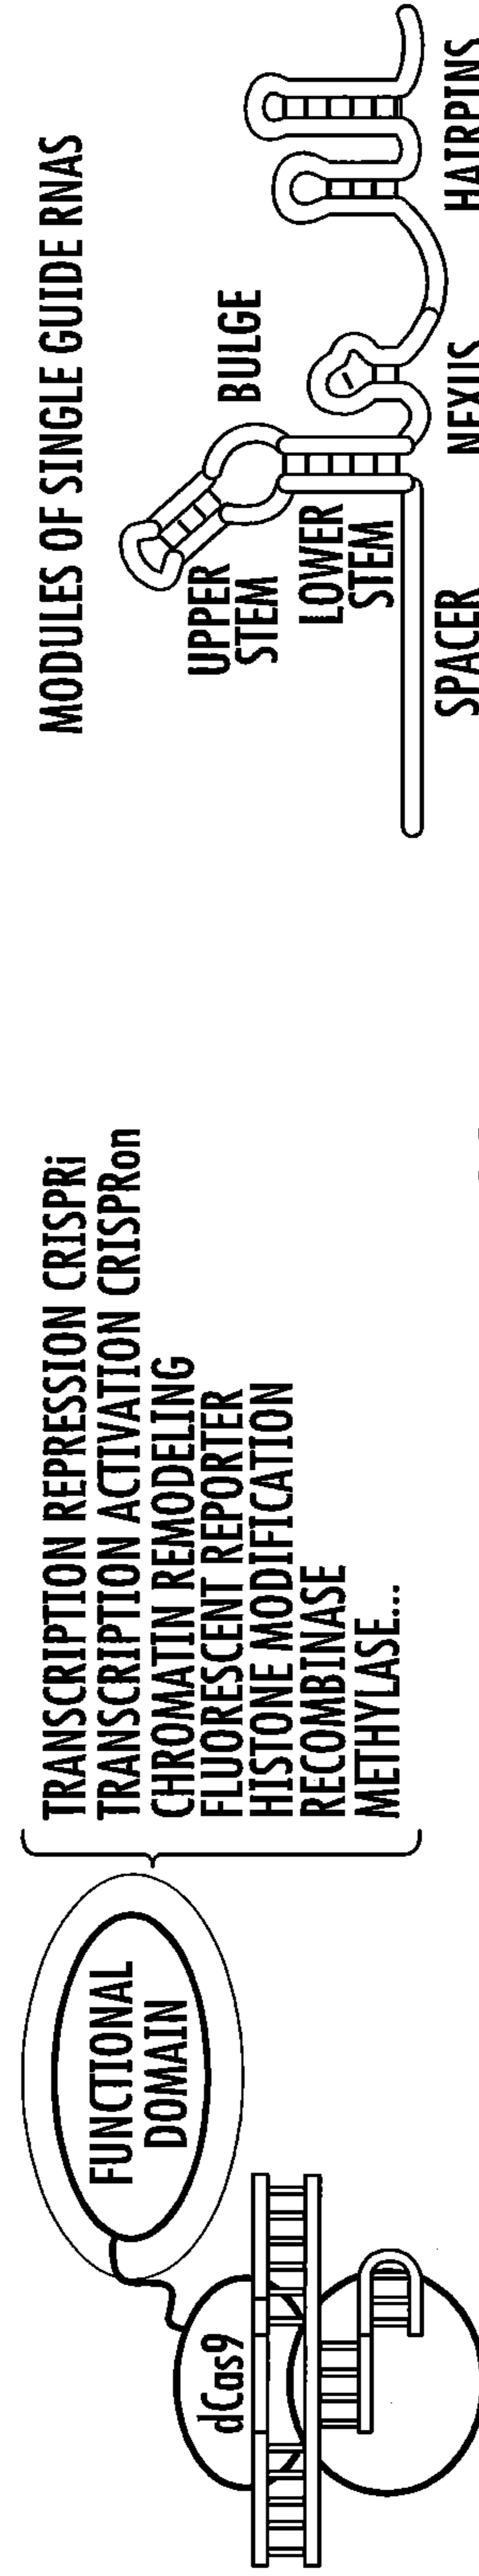 FUNCTIONAL
DOMAIN
dCas9
TRANSCRIPTION REPRESSION CRISPRi
TRANSCRIPTION ACTIVATION CRISPRon
CHROMATIN REMODELING
FLUORESCENT REPORTER
HISTONE MODIFICATION
RECOMBINASE
METHYLASE...
MODULES OF SINGLE GUIDE RNAS
UPPER
STEM
BULGE
LOWER
STEM
SPACER
NEXUS
HAIRPINS